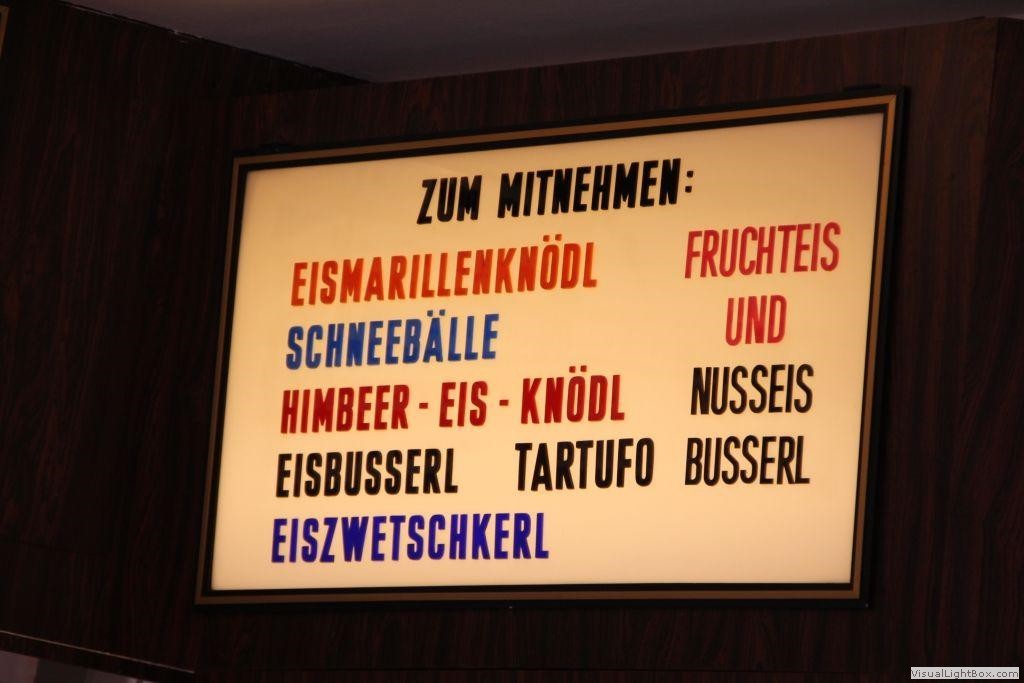 ZUM MITNEHMEN:
EISMARILLENKNÖDL
SCHNEEBÄLLE
HIMBEER - EIS - KNÖDL
EISBUSSERL TARTUFO
EISZWETSCHKERL
FRUCHTEIS
UND
NUSSEIS
BUSSERL
VisualLightBox.com